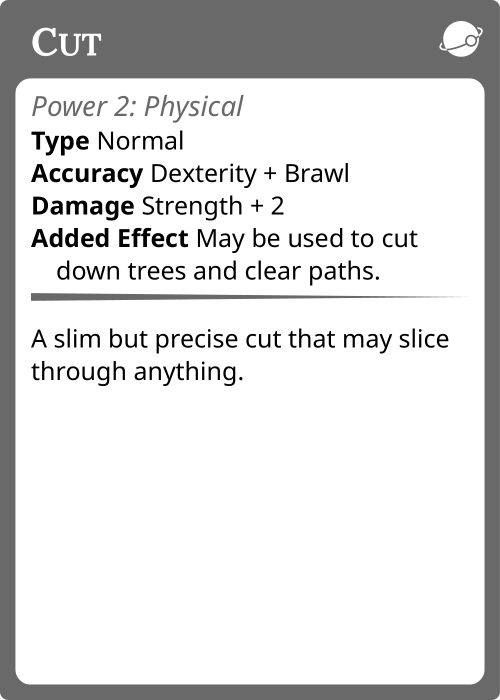 CUT
Power 2: Physical
Type Normal
Accuracy Dexterity + Brawl
Damage Strength + 2
Added Effect May be used to cut
down trees and clear paths.
A slim but precise cut that may slice
through anything.